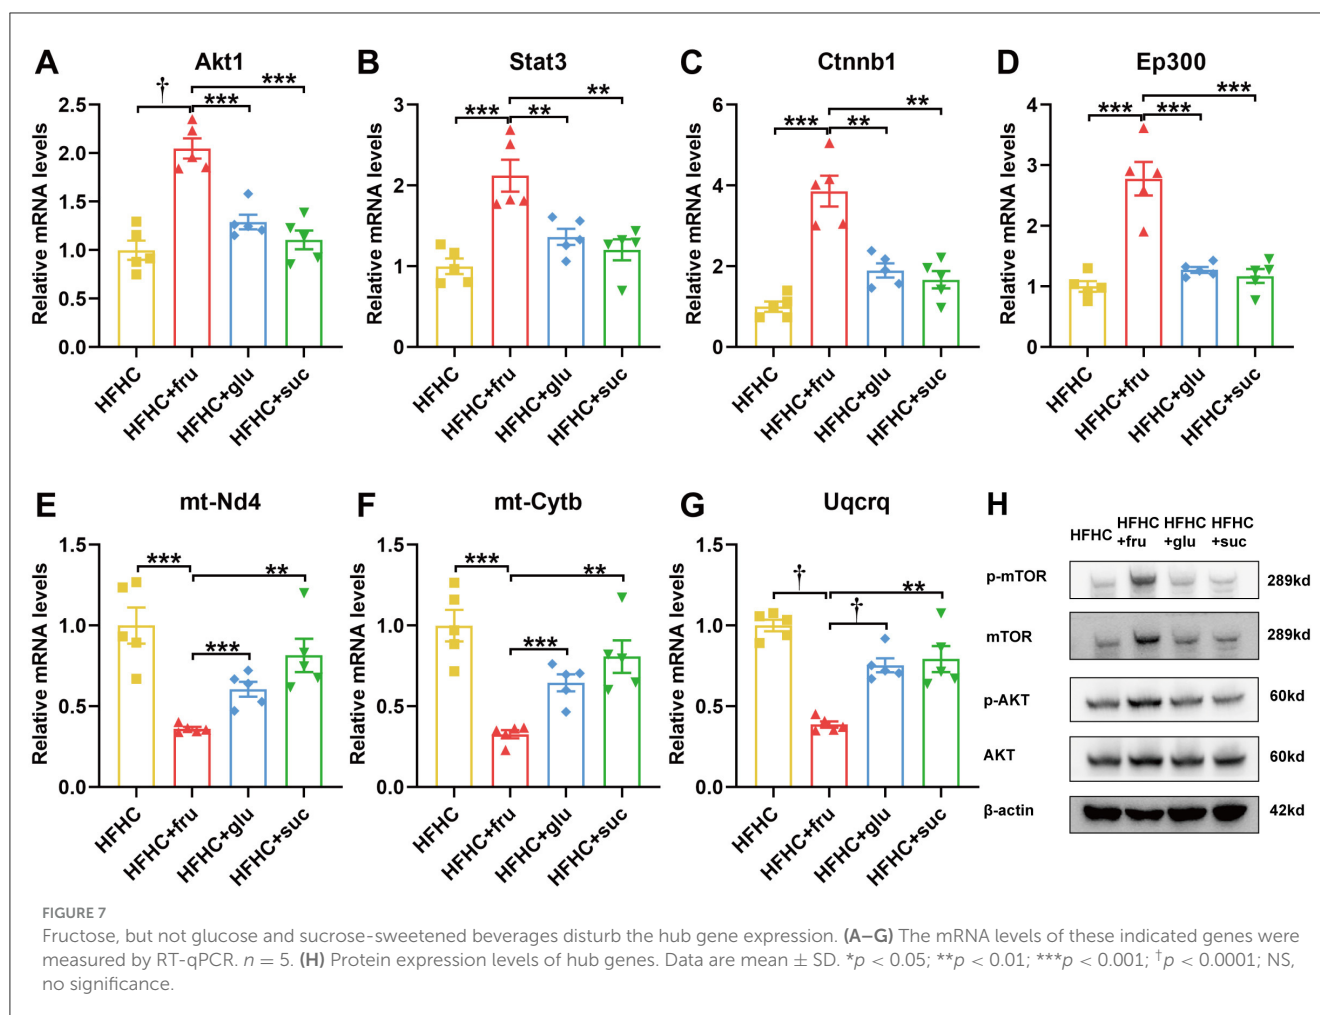 A
Akt1
Relative mRNA levels
2.5
2.0
1.5
1.0
0.5
0.0
†
***
***
HFHC
HFHC+fru
HFHC+glu
HFHC+suc
B
Stat3
Relative mRNA levels
3
2
1
0
***
**
**
HFHC
HFHC+fru
HFHC+glu
HFHC+suc
C
Ctnnb1
Relative mRNA levels
6
4
2
0
***
**
**
HFHC
HFHC+fru
HFHC+glu
HFHC+suc
D
Ep300
Relative mRNA levels
4
3
2
1
0
***
***
***
HFHC
HFHC+fru
HFHC+glu
HFHC+suc
E
mt-Nd4
Relative mRNA levels
1.5
1.0
0.5
0.0
***
**
***
HFHC
HFHC+fru
HFHC+glu
HFHC+suc
F
mt-Cytb
Relative mRNA levels
1.5
1.0
0.5
0.0
***
**
***
HFHC
HFHC+fru
HFHC+glu
HFHC+suc
G
Uqcrq
Relative mRNA levels
1.5
1.0
0.5
0.0
†
**
†
HFHC
HFHC+fru
HFHC+glu
HFHC+suc
H
HFHC
HFHC +fru
HFHC +glu
HFHC +suc
p-mTOR 289kd
mTOR 289kd
p-AKT 60kd
AKT 60kd
β-actin 42kd
FIGURE 7
Fructose, but not glucose and sucrose-sweetened beverages disturb the hub gene expression. (A–G) The mRNA levels of these indicated genes were
measured by RT-qPCR. n = 5. (H) Protein expression levels of hub genes. Data are mean ± SD. *p < 0.05; **p < 0.01; ***p < 0.001; †p < 0.0001; NS,
no significance.